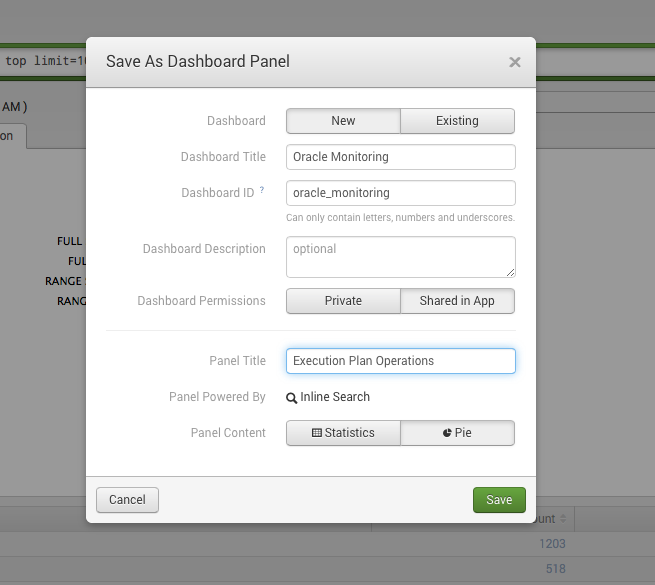 top limit=1
Save As Dashboard Panel ×
AM )
on
Dashboard New Existing
Dashboard Title Oracle Monitoring
Dashboard ID ? oracle_monitoring
Can only contain letters, numbers and underscores.
Dashboard Description optional
FULL
FUL
RANGE
RANG
Dashboard Permissions Private Shared in App
Panel Title Execution Plan Operations
Panel Powered By Inline Search
Panel Content Statistics Pie
Cancel Save
ount
1203
518